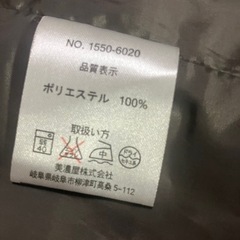 NO. 1550-6020
品質表示
ポリエステル 100%
取扱い方
美濃屋株式会社
岐阜県岐阜市柳津町高桑5-112